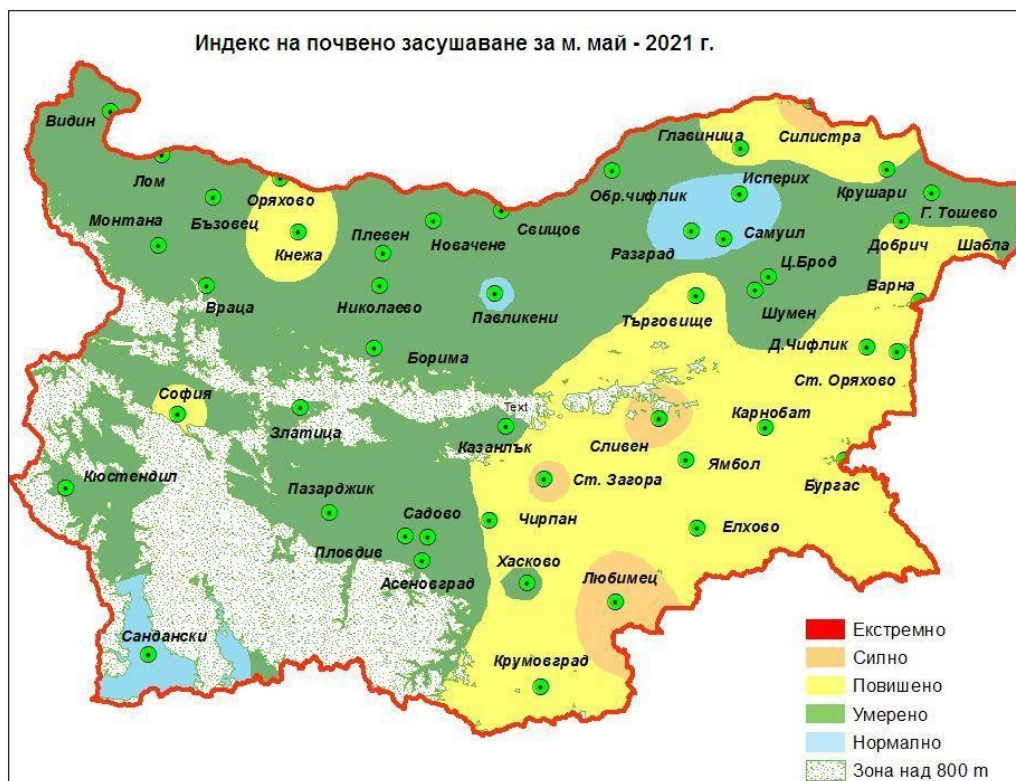 Индекс на почвено засушаване за м. май - 2021 г.
Видин
Лом
Монтана
Бъзовец
Оряхово
Кнежа
Враца
Плевен
Новачене
Свищов
Николаево
Павликени
Борима
Главиница
Силистра
Обр.чифлик
Исперих
Крушари
Г. Тошево
Разград
Самуил
Добрич
Шабла
Ц.Брод
Варна
Търговище
Шумен
Д.Чифлик
Ст. Оряхово
София
Златица
Text
Казанлък
Сливен
Карнобат
Кюстендил
Пазарджик
Садово
Ст. Загора
Ямбол
Бургас
Чирпан
Елхово
Пловдив
Асеновград
Хасково
Любимец
Сандански
Крумовград
Екстремно
Силно
Повишено
Умерено
Нормално
Зона над 800 m